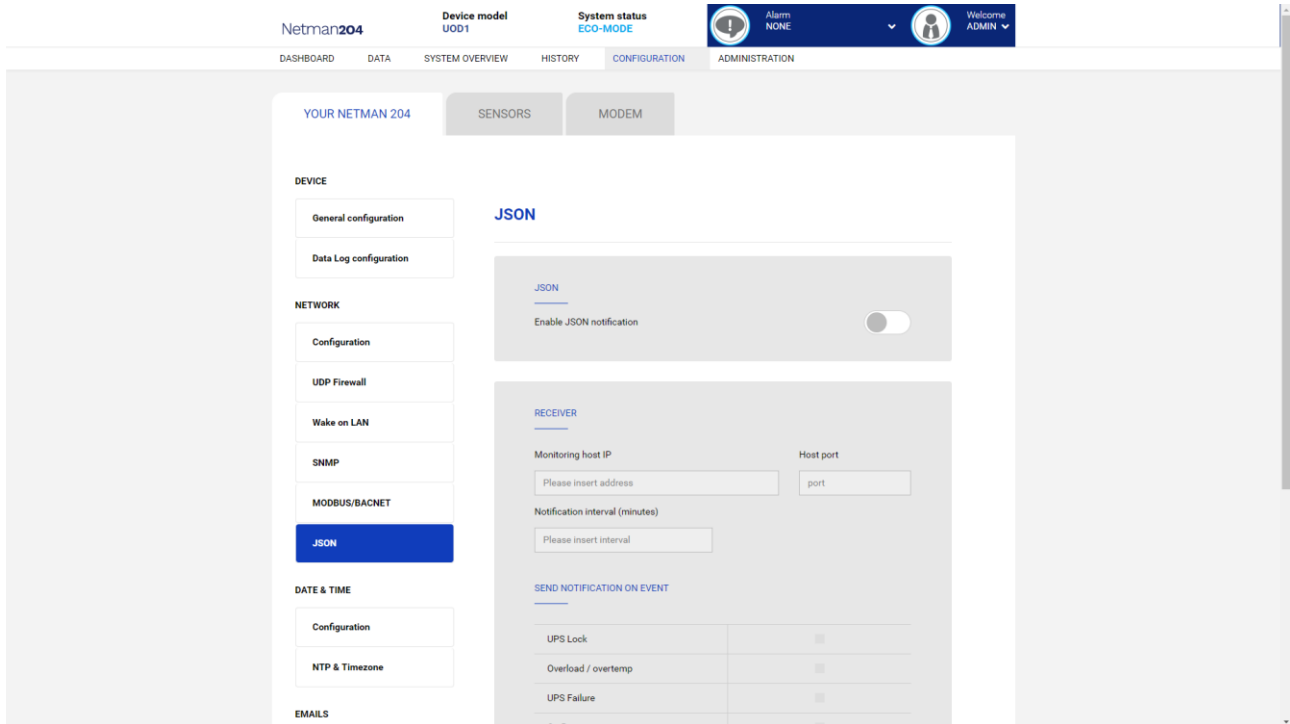 Netman204
Device model
UOD1
System status
ECO-MODE
Alarm
NONE
Welcome
ADMIN
DASHBOARD DATA SYSTEM OVERVIEW HISTORY CONFIGURATION ADMINISTRATION
YOUR NETMAN 204 SENSORS MODEM
DEVICE
General configuration
Data Log configuration
NETWORK
Configuration
UDP Firewall
Wake on LAN
SNMP
MODBUS/BACNET
JSON
DATE & TIME
Configuration
NTP & Timezone
EMAILS
JSON
JSON
Enable JSON notification
RECEIVER
Monitoring host IP Host port
Please insert address port
Notification interval (minutes)
Please insert interval
SEND NOTIFICATION ON EVENT
UPS Lock
Overload / overtemp
UPS Failure